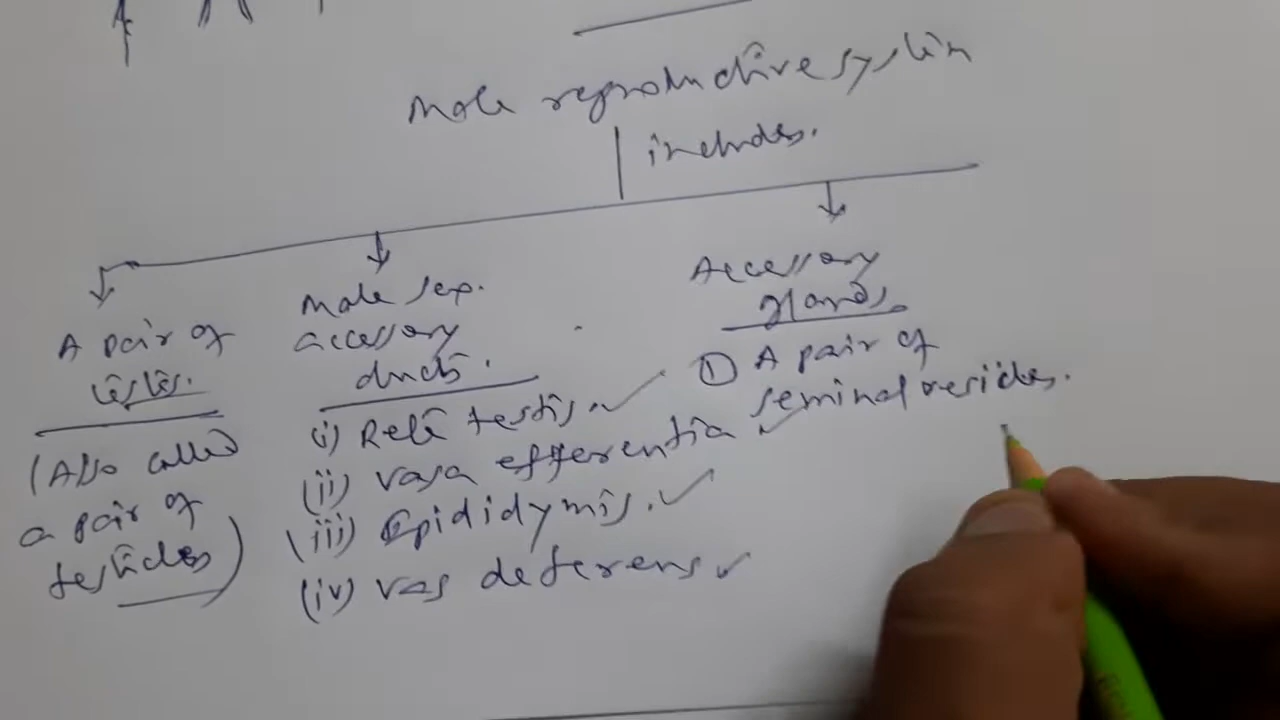 Male reproductive system
includes.
A pair of
testes.
(Also called
a pair of
testicles)
Male sex.
accessory
ducts.
(i) Rete testis.
(ii) vasa efferentia
(iii) Epididymis.
(iv) vas deferens
Accessory
glands.
① A pair of
seminal vesicles.